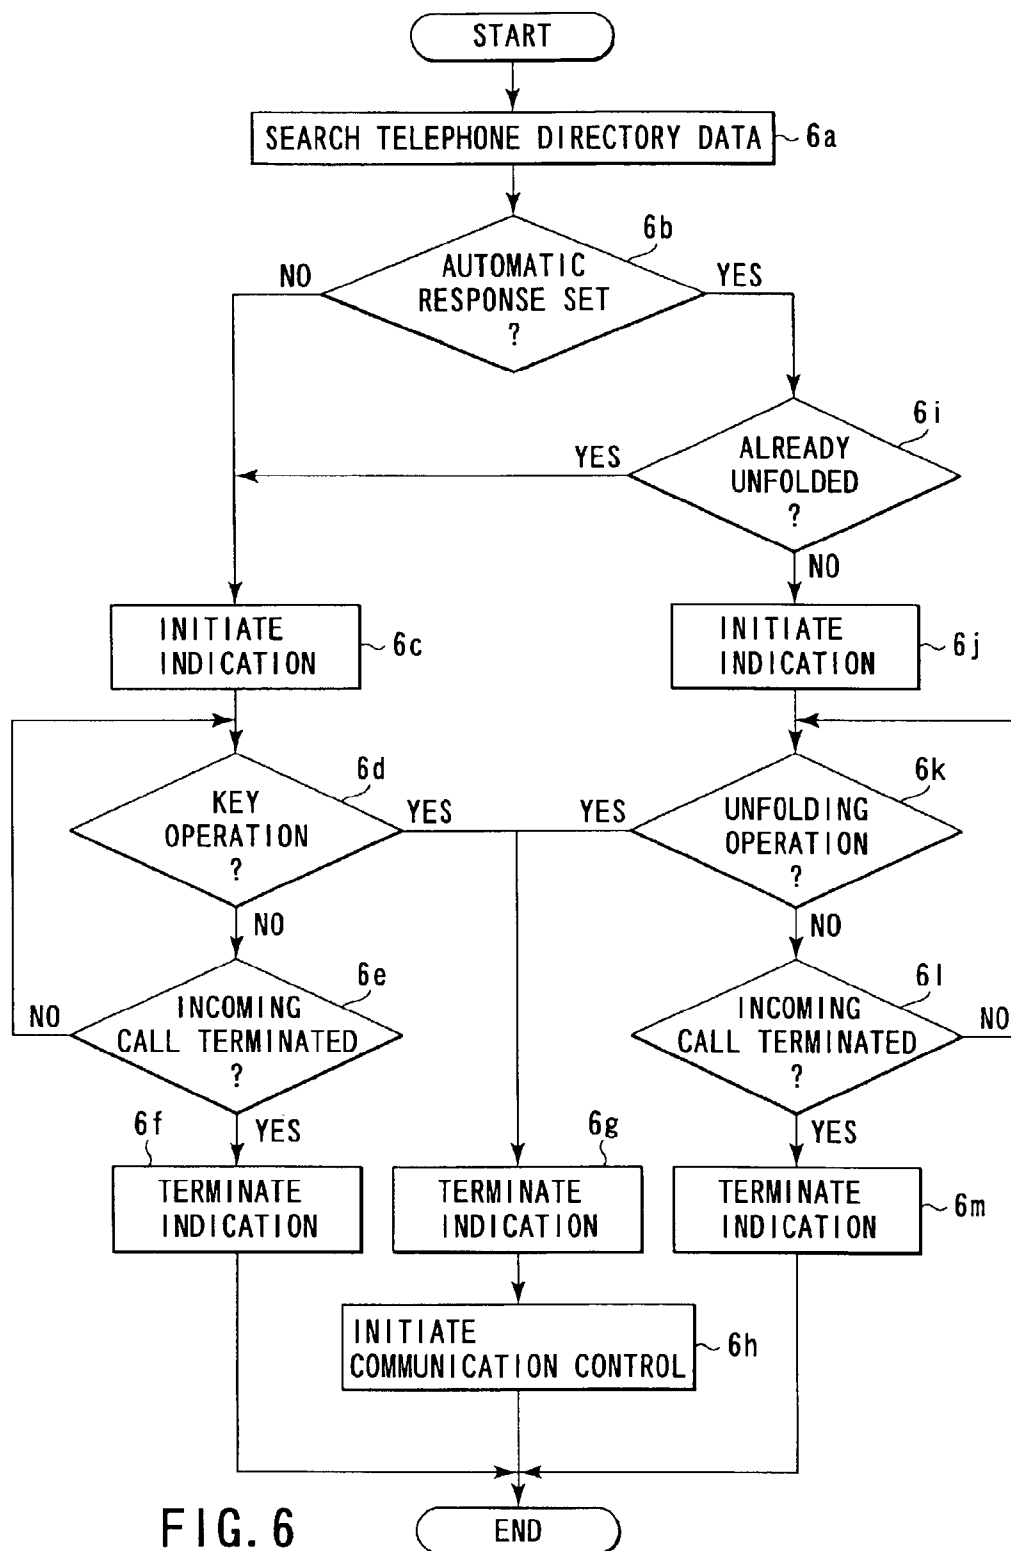 START
SEARCH TELEPHONE DIRECTORY DATA
6a
6b
AUTOMATIC
RESPONSE SET
?
NO
YES
6i
ALREADY
UNFOLDED
?
YES
NO
INITIATE
INDICATION
6c
INITIATE
INDICATION
6j
6d
KEY
OPERATION
?
YES
NO
6k
UNFOLDING
OPERATION
?
YES
NO
6e
INCOMING
CALL TERMINATED
?
NO
YES
6l
INCOMING
CALL TERMINATED
?
NO
YES
6f
TERMINATE
INDICATION
6g
TERMINATE
INDICATION
TERMINATE
INDICATION
6m
INITIATE
COMMUNICATION CONTROL
6h
END
FIG. 6